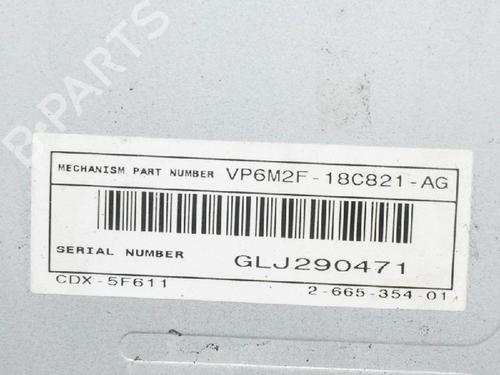 B-PARTS
MECHANISM PART NUMBER VP6M2F-18C821-AG
SERIAL NUMBER GLJ290471
CDX-5F611 2-665-354-01